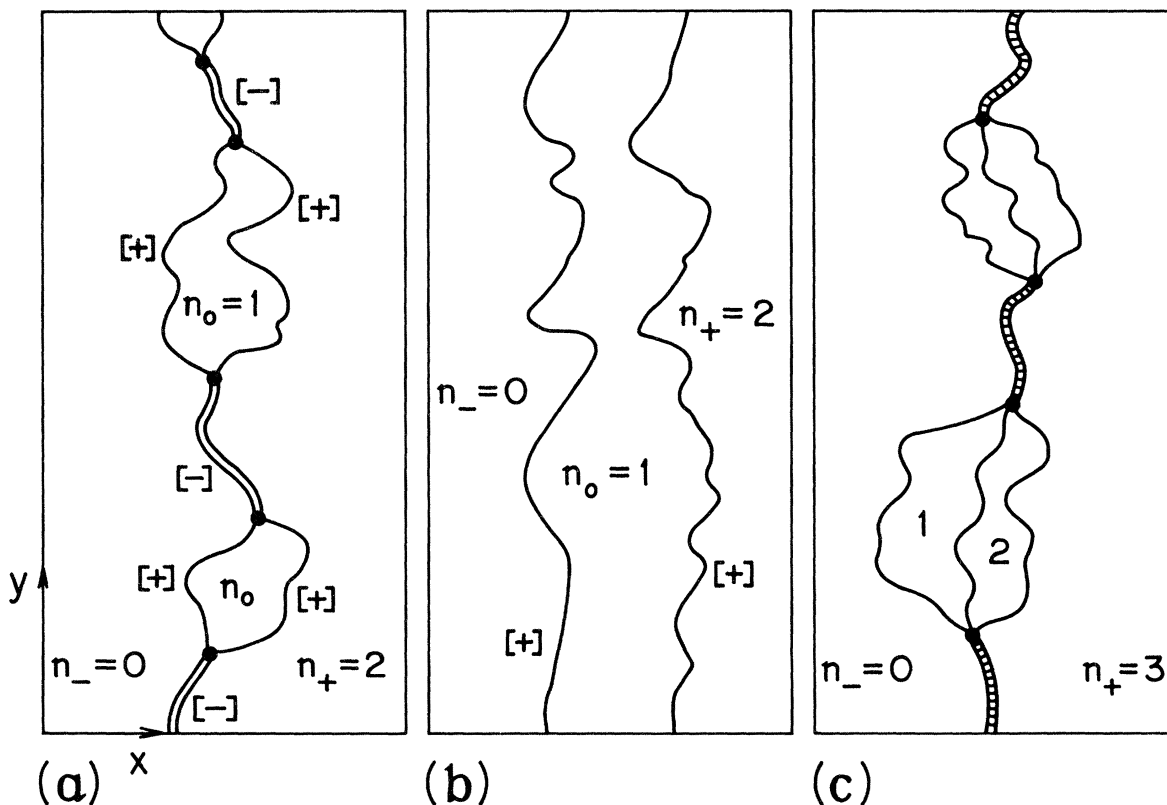 [−]
[+]
[+]
n₀ = 1
[−]
[+]
n₀
[+]
n₋ = 0
n₊ = 2
[−]
y
x
(a)
n₊ = 2
n₋ = 0
n₀ = 1
[+]
[+]
(b)
1
2
n₋ = 0
n₊ = 3
(c)